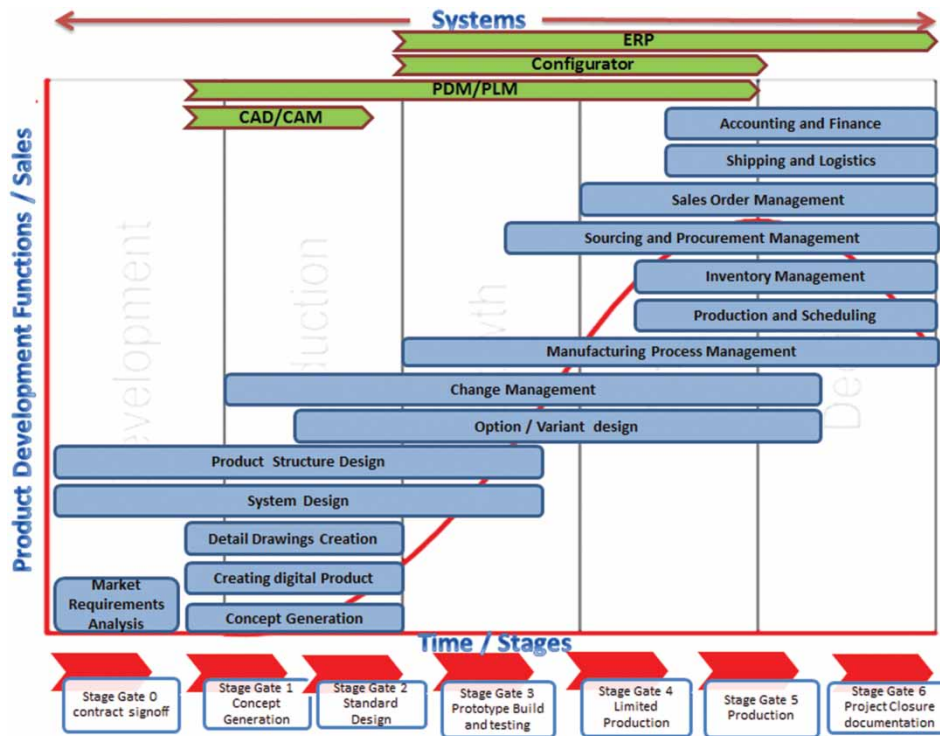 Systems
ERP
Configurator
PDM/PLM
CAD/CAM
Product Development Functions / Sales
Accounting and Finance
Shipping and Logistics
Sales Order Management
Sourcing and Procurement Management
Inventory Management
Production and Scheduling
Manufacturing Process Management
Change Management
Option / Variant design
Product Structure Design
System Design
Detail Drawings Creation
Creating digital Product
Market
Requirements
Analysis
Concept Generation
Time / Stages
Stage Gate 0
contract signoff
Stage Gate 1
Concept
Generation
Stage Gate 2
Standard
Design
Stage Gate 3
Prototype Build
and testing
Stage Gate 4
Limited
Production
Stage Gate 5
Production
Stage Gate 6
Project Closure
documentation